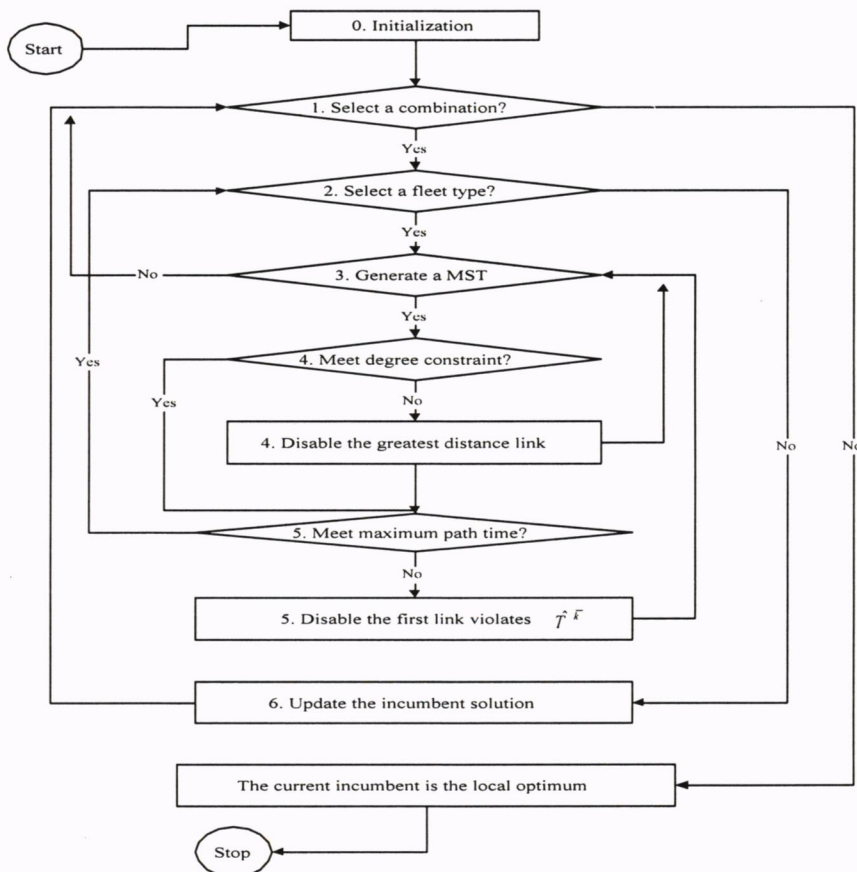 0. Initialization
Start
1. Select a combination?
Yes
2. Select a fleet type?
Yes
No
3. Generate a MST
Yes
4. Meet degree constraint?
Yes
Yes
No
4. Disable the greatest distance link
No
No
5. Meet maximum path time?
No
5. Disable the first link violates T̂ k̄
6. Update the incumbent solution
The current incumbent is the local optimum
Stop